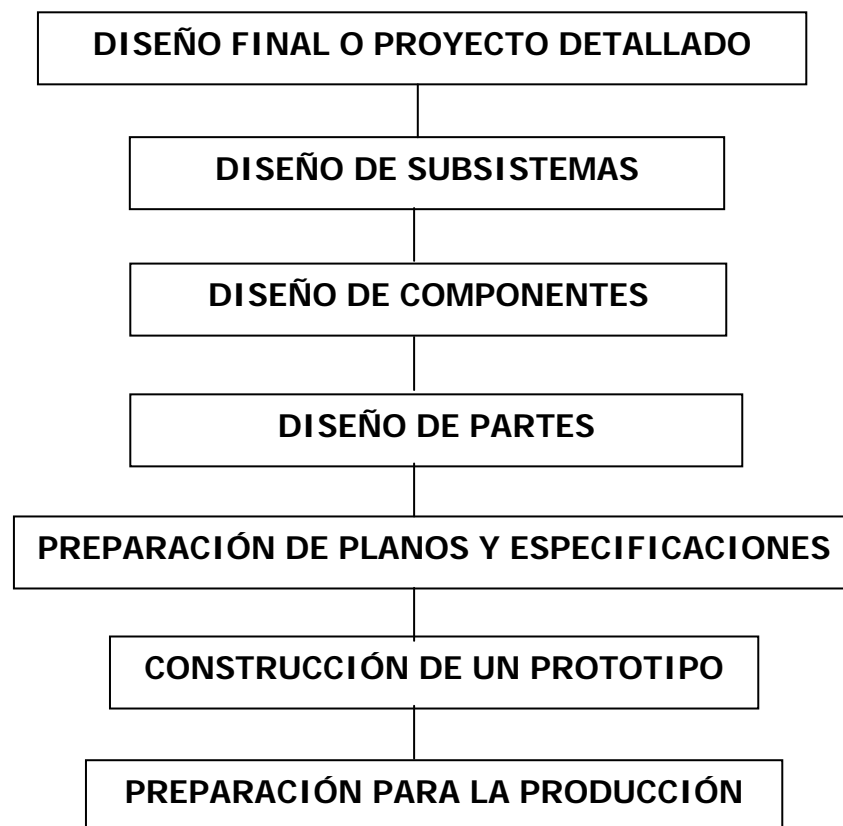 DISEÑO FINAL O PROYECTO DETALLADO
DISEÑO DE SUBSISTEMAS
DISEÑO DE COMPONENTES
DISEÑO DE PARTES
PREPARACIÓN DE PLANOS Y ESPECIFICACIONES
CONSTRUCCIÓN DE UN PROTOTIPO
PREPARACIÓN PARA LA PRODUCCIÓN